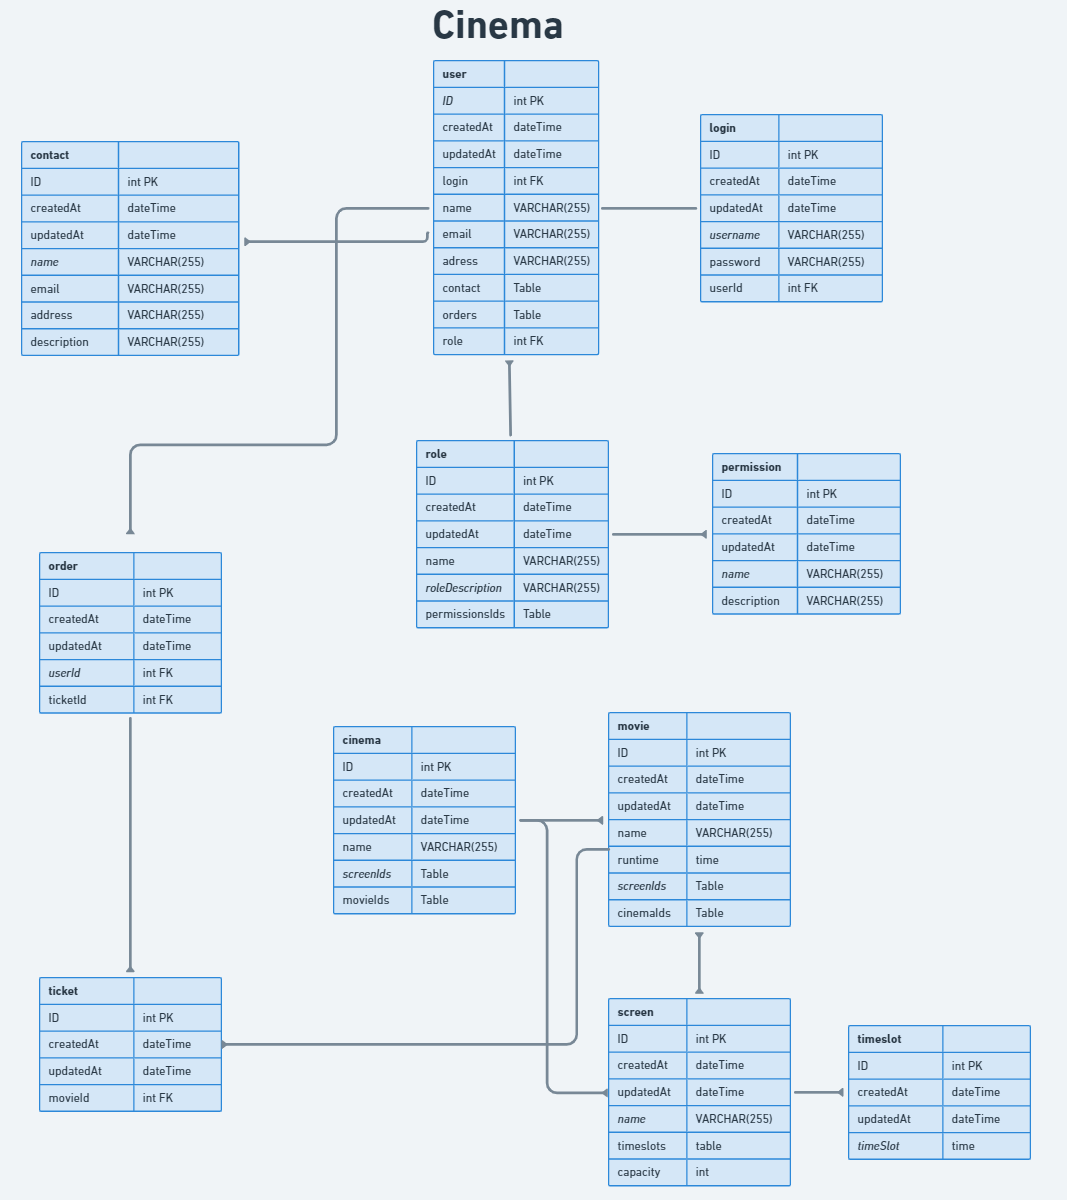 Cinema
user
ID int PK
createdAt dateTime
updatedAt dateTime
login int FK
name VARCHAR(255)
email VARCHAR(255)
adress VARCHAR(255)
contact Table
orders Table
role int FK
login
ID int PK
createdAt dateTime
updatedAt dateTime
username VARCHAR(255)
password VARCHAR(255)
userId int FK
contact
ID int PK
createdAt dateTime
updatedAt dateTime
name VARCHAR(255)
email VARCHAR(255)
address VARCHAR(255)
description VARCHAR(255)
role
ID int PK
createdAt dateTime
updatedAt dateTime
name VARCHAR(255)
roleDescription VARCHAR(255)
permissionsIds Table
permission
ID int PK
createdAt dateTime
updatedAt dateTime
name VARCHAR(255)
description VARCHAR(255)
order
ID int PK
createdAt dateTime
updatedAt dateTime
userId int FK
ticketId int FK
cinema
ID int PK
createdAt dateTime
updatedAt dateTime
name VARCHAR(255)
screenIds Table
movieIds Table
movie
ID int PK
createdAt dateTime
updatedAt dateTime
name VARCHAR(255)
runtime time
screenIds Table
cinemaIds Table
ticket
ID int PK
createdAt dateTime
updatedAt dateTime
movieId int FK
screen
ID int PK
createdAt dateTime
updatedAt dateTime
name VARCHAR(255)
timeslots table
capacity int
timeslot
ID int PK
createdAt dateTime
updatedAt dateTime
timeSlot time